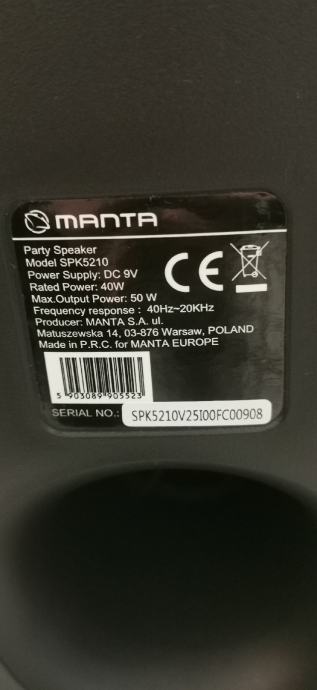 MANTA
Party Speaker
Model SPK5210
Power Supply: DC 9V
Rated Power: 40W
Max.Output Power: 50 W
Frequency response : 40Hz~20KHz
Producer: MANTA S.A. ul.
Matuszewska 14, 03-876 Warsaw, POLAND
Made in P.R.C. for MANTA EUROPE
CE
5 903089 905523
SERIAL NO.: SPK5210V25I00FC00908